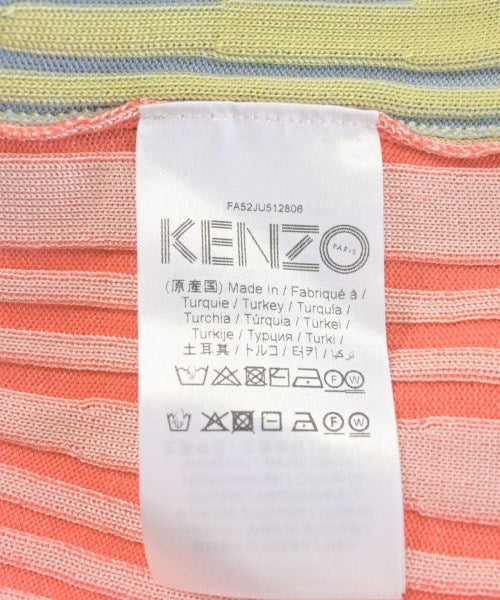 FA52JU512806
KENZO
PARIS
(原産国) Made in / Fabriqué à /
Turquie / Turkey / Turquía /
Turchia / Túrquia / Türkei /
Turkije / Турция / Turki /
土耳其 / トルコ / 터키 / تركيا
F W
F W